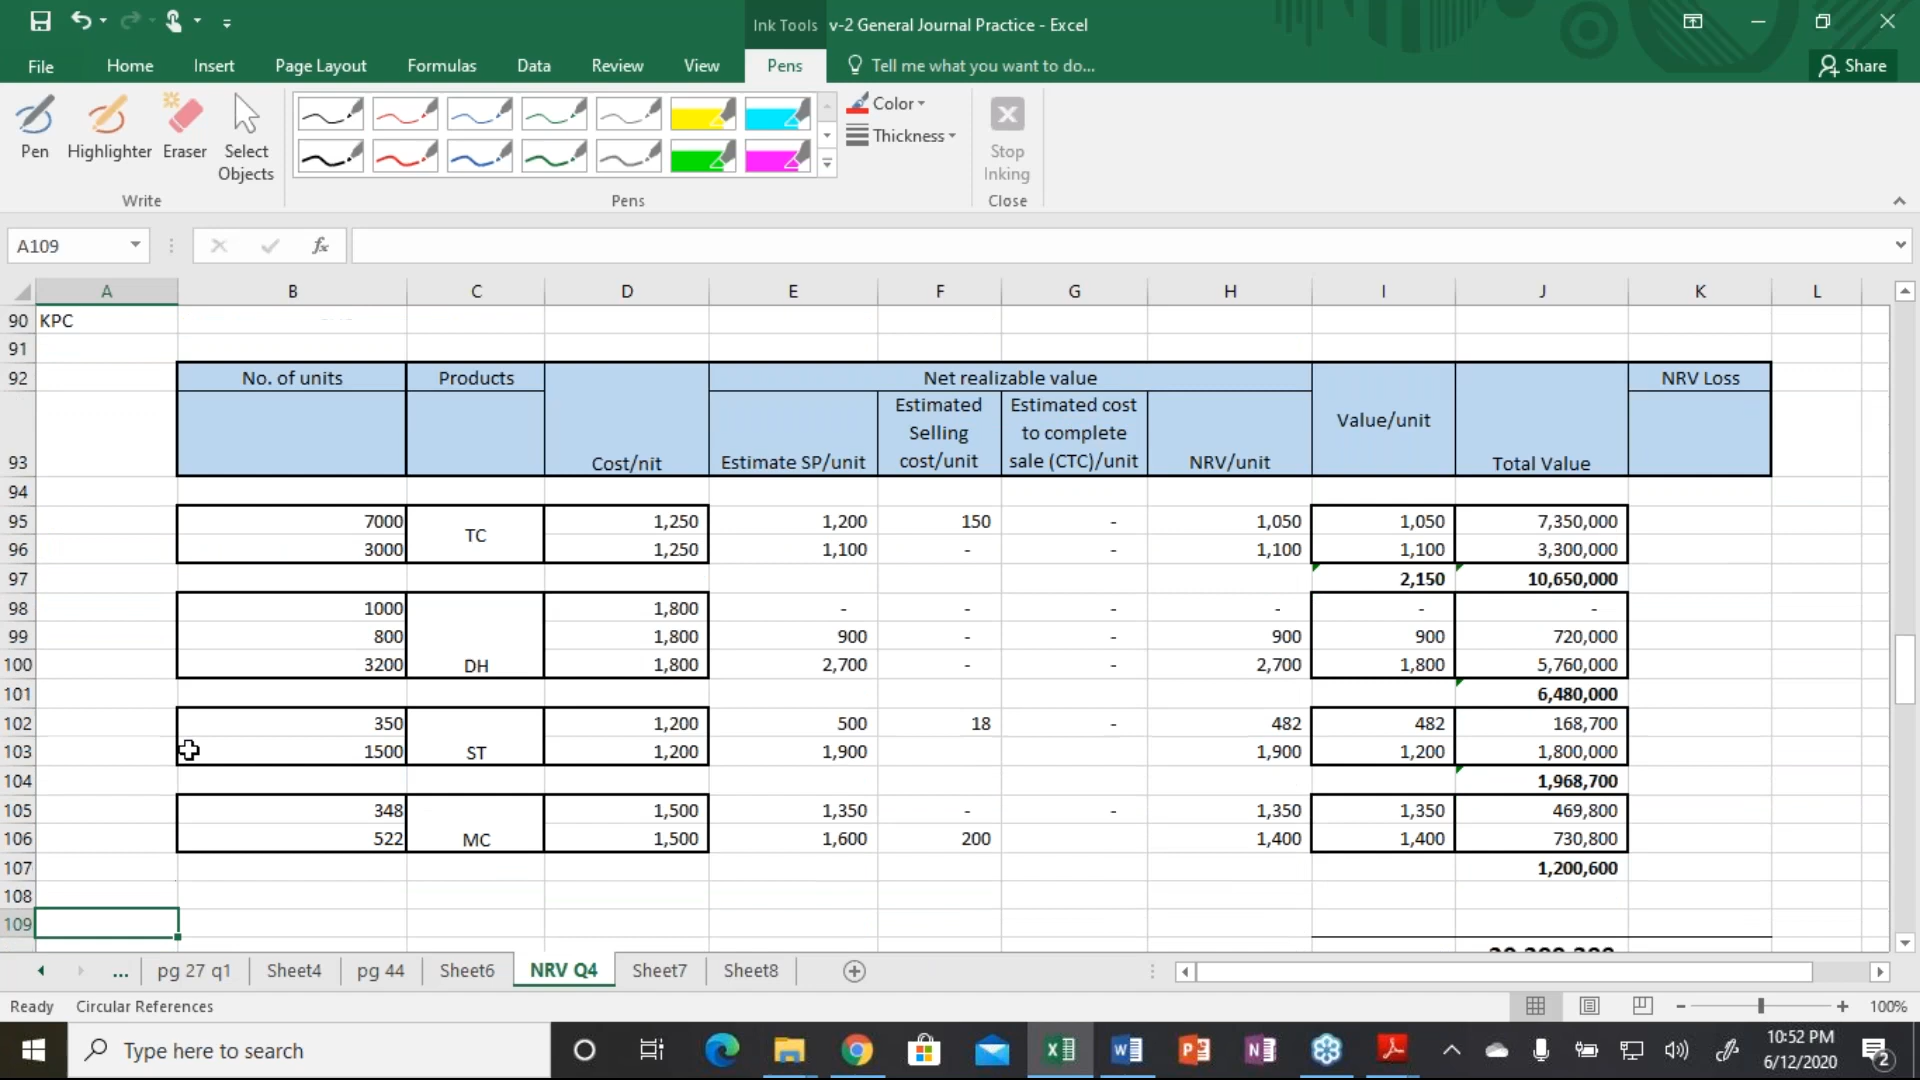 Ink Tools v-2 General Journal Practice - Excel
File Home Insert Page Layout Formulas Data Review View Pens Tell me what you want to do... Share
Pen Highlighter Eraser Select Objects
Color
Thickness
Stop Inking
Write Pens Close
A109 fx
A B C D E F G H I J K L
90 KPC
91
92 No. of units Products Net realizable value NRV Loss
93 Cost/nit Estimate SP/unit Estimated Selling cost/unit Estimated cost to complete sale (CTC)/unit NRV/unit Value/unit Total Value
94
95 7000 TC 1,250 1,200 150 - 1,050 1,050 7,350,000
96 3000 1,250 1,100 - - 1,100 1,100 3,300,000
97 2,150 10,650,000
98 1000 1,800 - - - - - -
99 800 1,800 900 - - 900 900 720,000
100 3200 DH 1,800 2,700 - - 2,700 1,800 5,760,000
101 6,480,000
102 350 1,200 500 18 - 482 482 168,700
103 1500 ST 1,200 1,900 1,900 1,200 1,800,000
104 1,968,700
105 348 1,500 1,350 - - 1,350 1,350 469,800
106 522 MC 1,500 1,600 200 1,400 1,400 730,800
107 1,200,600
108
109
... pg 27 q1 Sheet4 pg 44 Sheet6 NRV Q4 Sheet7 Sheet8
Ready Circular References 100%
Type here to search
10:52 PM
6/12/2020
2